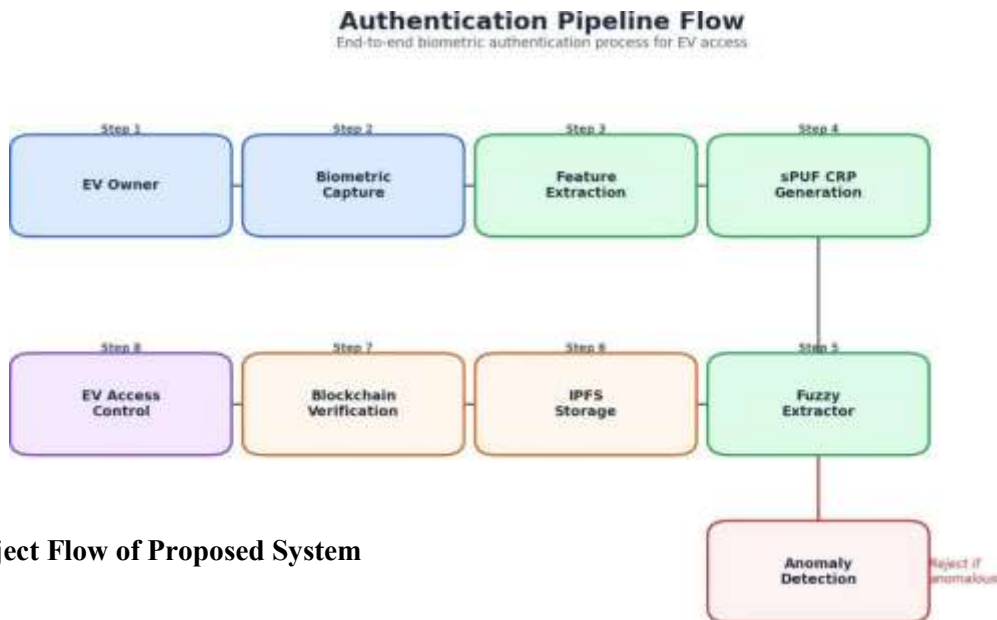 Authentication Pipeline Flow
End-to-end biometric authentication process for EV access
Step 1
EV Owner
Step 2
Biometric
Capture
Step 3
Feature
Extraction
Step 4
sPUF CRP
Generation
Step 5
Fuzzy
Extractor
Step 6
IPFS
Storage
Step 7
Blockchain
Verification
Step 8
EV Access
Control
Anomaly
Detection
Reject if
anomalous
ject Flow of Proposed System